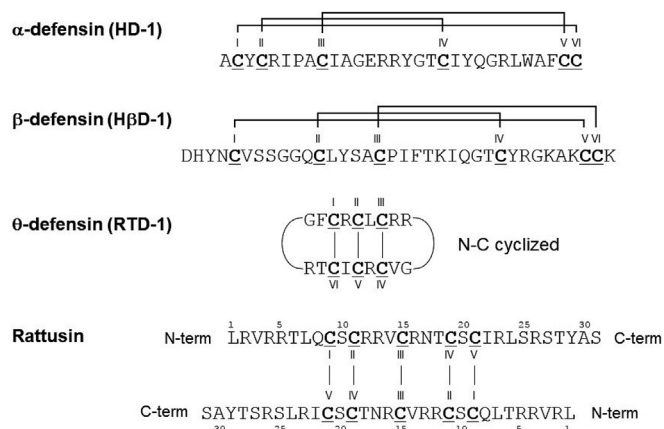 α-defensin (HD-1)
I II III IV V VI
ACYCRIPACIAGERRYGTCIYQGRLWAFCC
β-defensin (HβD-1)
I II III IV V VI
DHYNCVSSGGQCLYSACPIFTKIQGTCYRGKAKCCK
θ-defensin (RTD-1)
I II III
GFCRCLCRR
N-C cyclized
RTCICRCVG
VI V IV
Rattusin
1 5 10 15 20 25 30
N-term LRVRRTLQCSCRRVCRNTCSCIRLSRSTYAS C-term
I II III IV V
V IV III II I
C-term SAYTSRSLRICSCTNRCVRRCSCQLTRRVRL N-term
30 25 20 15 10 5 1